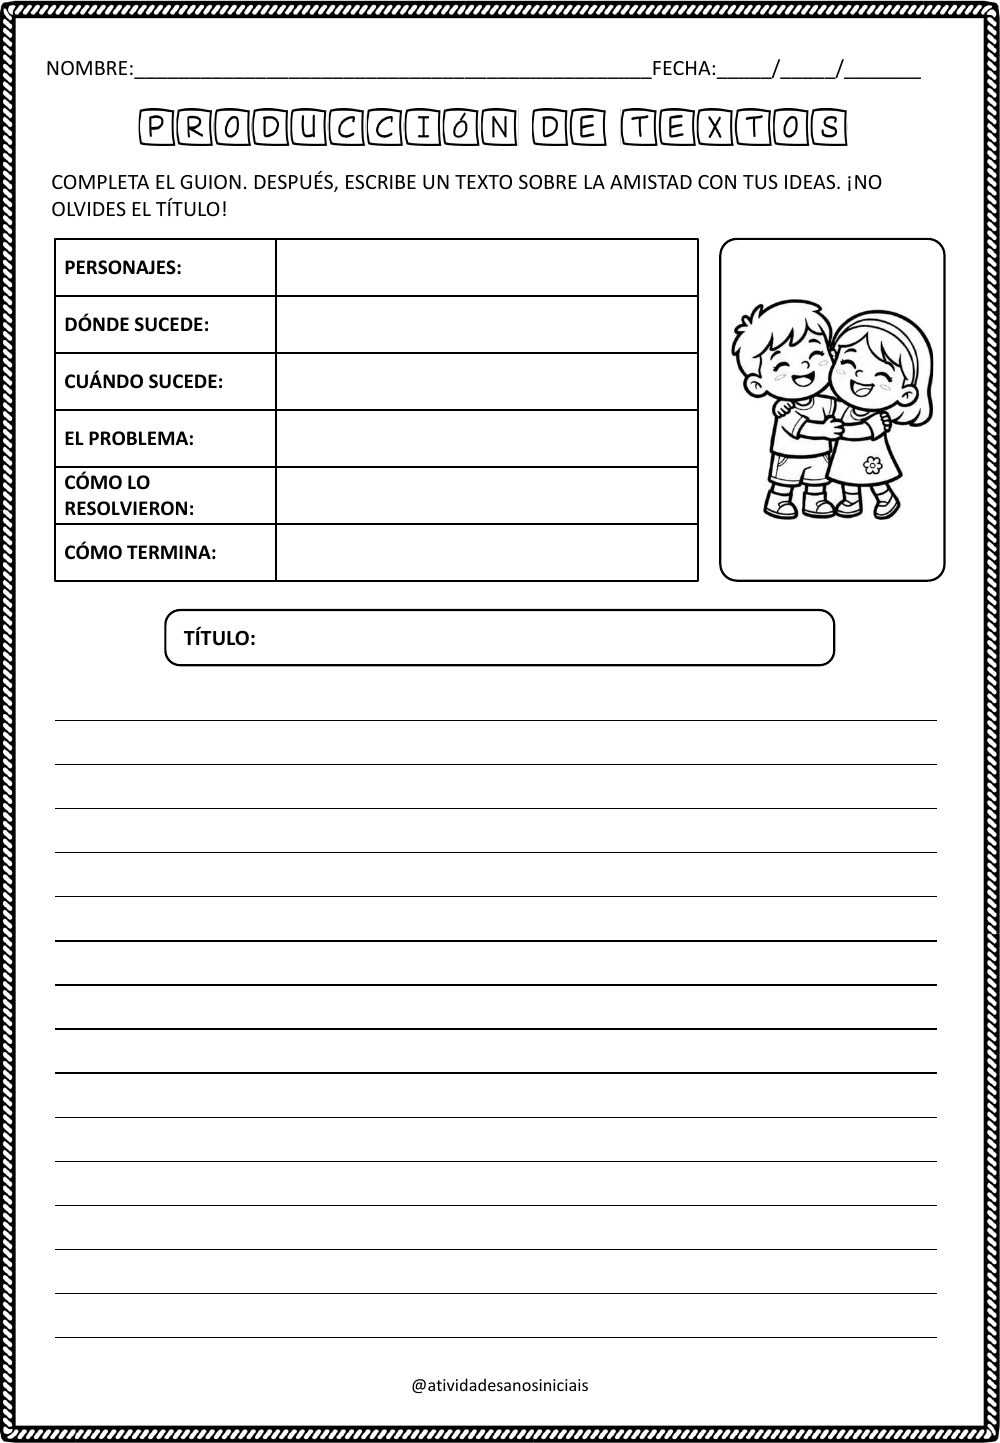 NOMBRE:_______________________________________________FECHA:_____/_____/_______
PRODUCCIÓN DE TEXTOS
COMPLETA EL GUION. DESPUÉS, ESCRIBE UN TEXTO SOBRE LA AMISTAD CON TUS IDEAS. ¡NO
OLVIDES EL TÍTULO!
PERSONAJES:
DÓNDE SUCEDE:
CUÁNDO SUCEDE:
EL PROBLEMA:
CÓMO LO
RESOLVIERON:
CÓMO TERMINA:
TÍTULO:
@atividadesanosiniciais